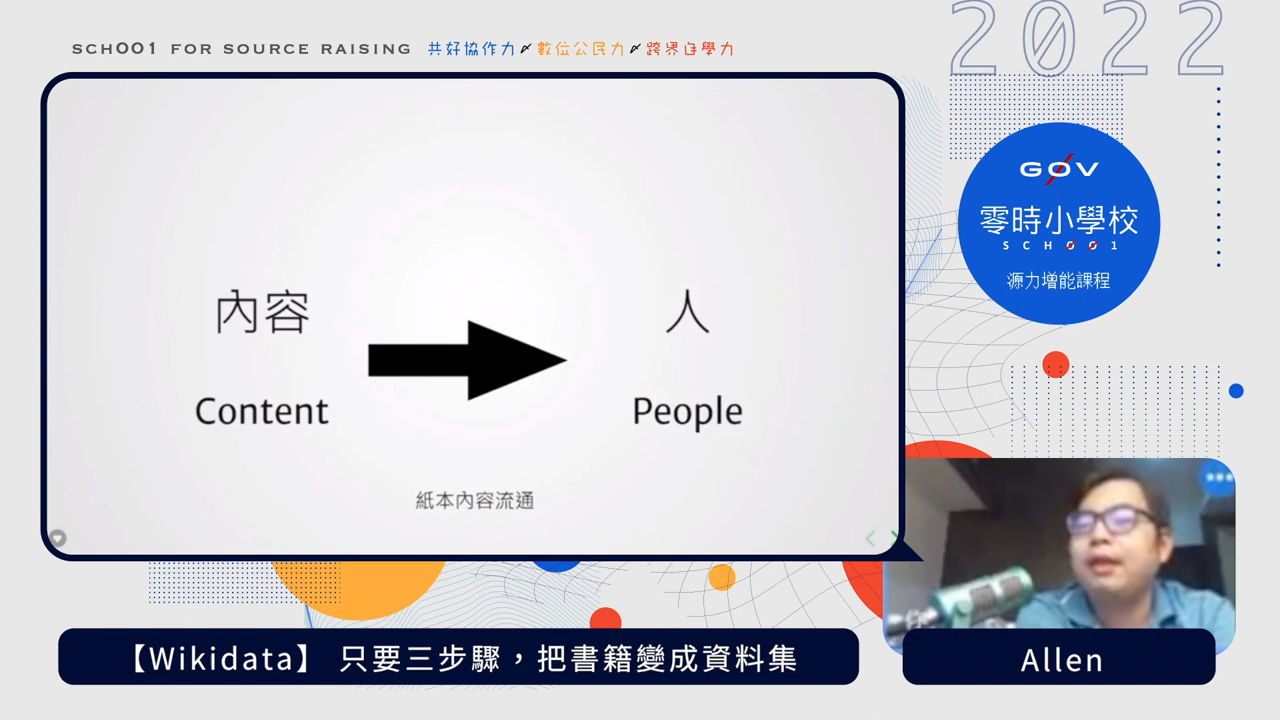 SCH001 FOR SOURCE RAISING 共好協作力 〆 數位公民力 〆 跨界自學力
2022
G0V
零時小學校
SCH001
源力增能課程
內容
人
Content
People
紙本內容流通
【Wikidata】 只要三步驟，把書籍變成資料集
Allen